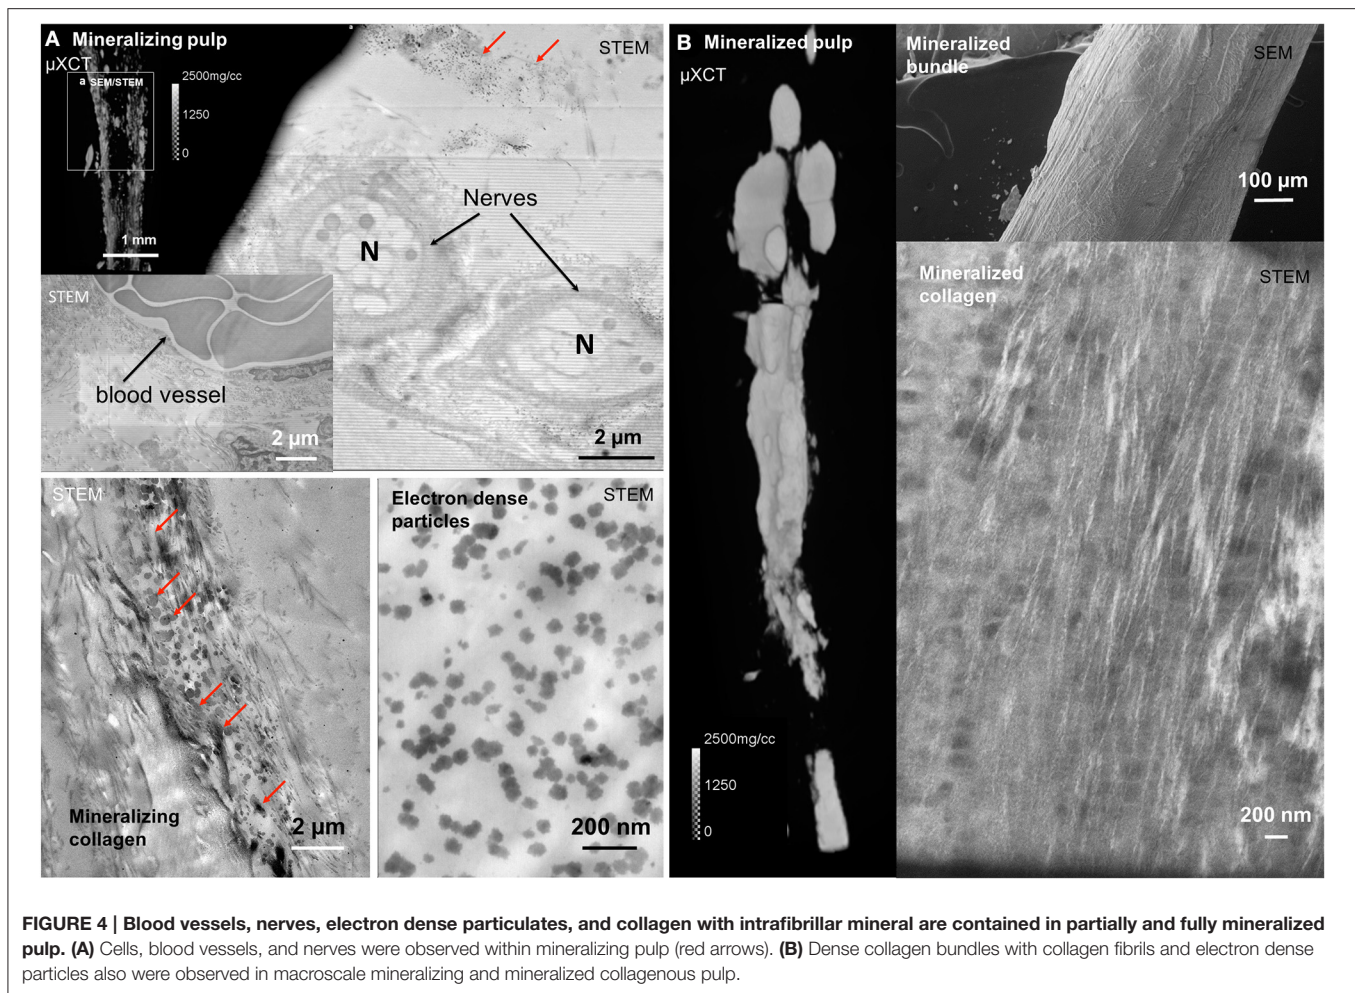 A Mineralizing pulp
μXCT
a SEM/STEM
2500mg/cc
1250
0
1 mm
STEM
Nerves
N
N
2 μm
STEM
blood vessel
2 μm
STEM
Mineralizing
collagen
2 μm
Electron dense
particles
STEM
200 nm
B Mineralized pulp
μXCT
2500mg/cc
1250
0
Mineralized
bundle
SEM
100 μm
Mineralized
collagen
STEM
200 nm
FIGURE 4 | Blood vessels, nerves, electron dense particulates, and collagen with intrafibrillar mineral are contained in partially and fully mineralized
pulp. (A) Cells, blood vessels, and nerves were observed within mineralizing pulp (red arrows). (B) Dense collagen bundles with collagen fibrils and electron dense
particles also were observed in macroscale mineralizing and mineralized collagenous pulp.